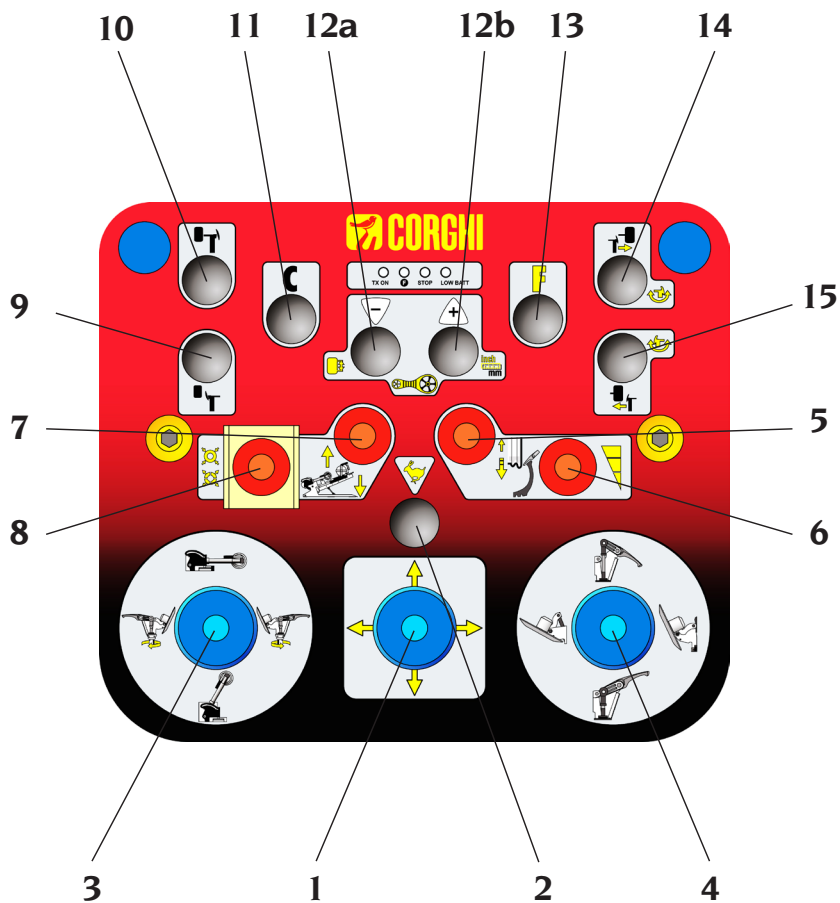 10 11 12a 12b 13 14
CORGHI
TX ON F STOP LOW BATT
C F
9 15
- +
inch
mm
7 5
8 6
3 1 2 4